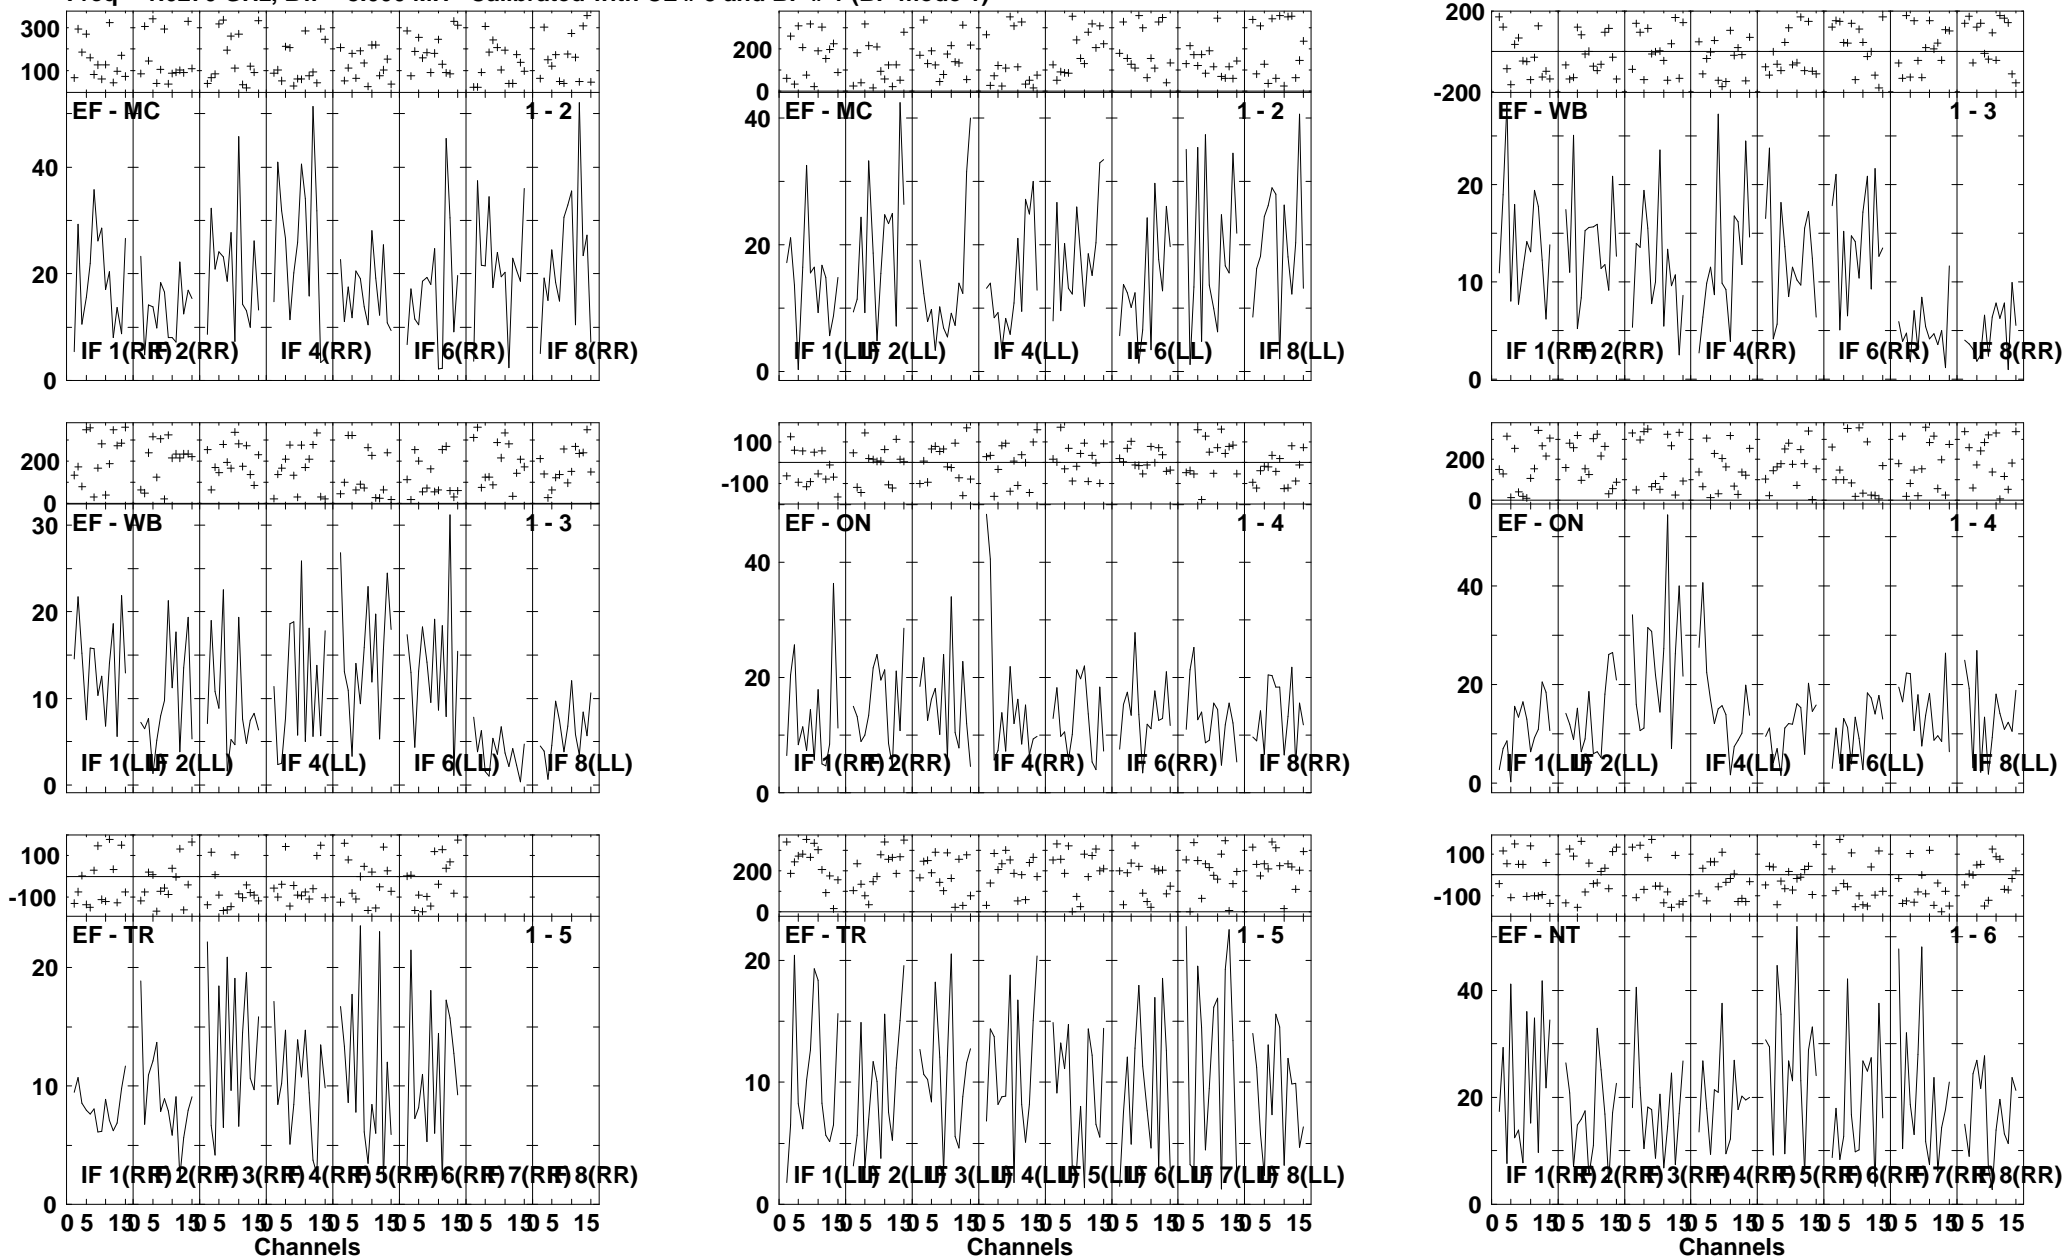 300
100
EF - MC 1 - 2
40
20
0
IF 1(RR) IF 2(RR) IF 4(RR) IF 6(RR) IF 8(RR)
200
0
EF - MC 1 - 2
40
20
0
IF 1(LL) IF 2(LL) IF 4(LL) IF 6(LL) IF 8(LL)
200
-200
EF - WB 1 - 3
20
10
0
IF 1(RR) IF 2(RR) IF 4(RR) IF 6(RR) IF 8(RR)
200
0
EF - WB 1 - 3
30
20
10
0
IF 1(LL) IF 2(LL) IF 4(LL) IF 6(LL) IF 8(LL)
100
-100
EF - ON 1 - 4
40
20
0
IF 1(RR) IF 2(RR) IF 4(RR) IF 6(RR) IF 8(RR)
200
0
EF - ON 1 - 4
40
20
0
IF 1(LL) IF 2(LL) IF 4(LL) IF 6(LL) IF 8(LL)
100
-100
EF - TR 1 - 5
20
10
0
IF 1(RR) IF 2(RR) IF 3(RR) IF 4(RR) IF 5(RR) IF 6(RR) IF 7(RR) IF 8(RR)
0 5 15 0 5 15 0 5 15 0 5 15 0 5 15 0 5 15 0 5 15 0 5 15
Channels
200
0
EF - TR 1 - 5
20
10
0
IF 1(LL) IF 2(LL) IF 3(LL) IF 4(LL) IF 5(LL) IF 6(LL) IF 7(LL) IF 8(LL)
0 5 15 0 5 15 0 5 15 0 5 15 0 5 15 0 5 15 0 5 15 0 5 15
Channels
100
-100
EF - NT 1 - 6
40
20
0
IF 1(RR) IF 2(RR) IF 3(RR) IF 4(RR) IF 5(RR) IF 6(RR) IF 7(RR) IF 8(RR)
0 5 15 0 5 15 0 5 15 0 5 15 0 5 15 0 5 15 0 5 15 0 5 15
Channels